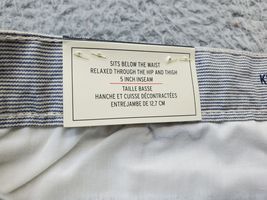 SITS BELOW THE WAIST
RELAXED THROUGH THE HIP AND THIGH
5 INCH INSEAM
TAILLE BASSE
HANCHE ET CUISSE DÉCONTRACTÉES
ENTREJAMBE DE 12,7 CM
K